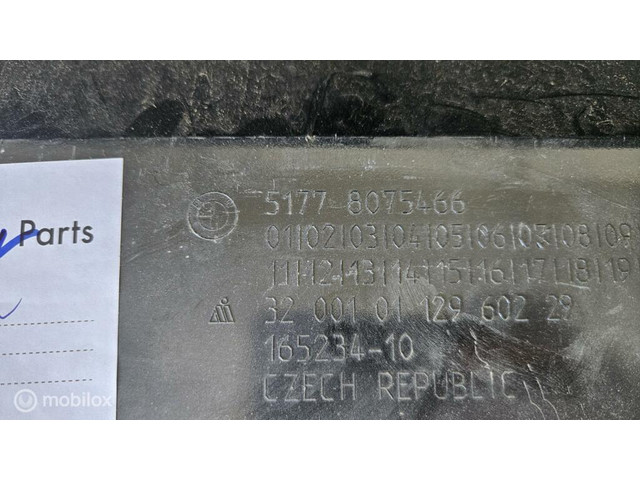 5177-8075466
01|02|03|04|05|06|07|08|09
11|12|13|14|15|16|17|18|19
32 001 01 129 602 29
165234-10
CZECH REPUBLIC
Parts
mobilox